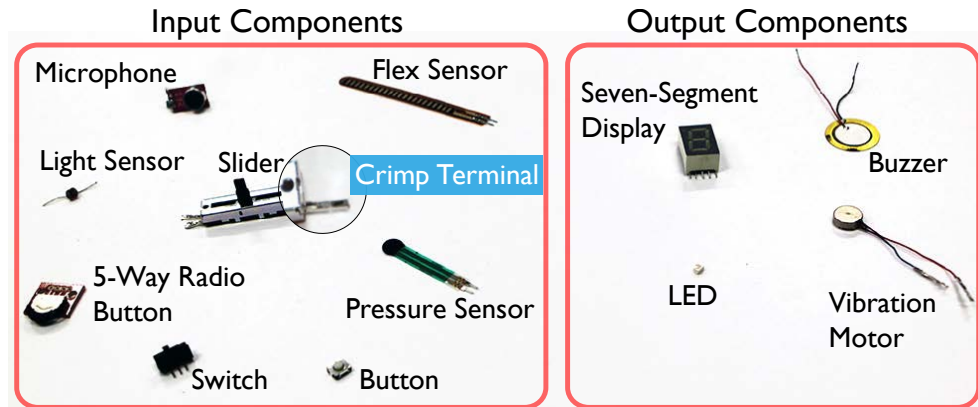 Input Components
Output Components
Microphone
Flex Sensor
Light Sensor
Slider
Crimp Terminal
5-Way Radio
Button
Pressure Sensor
Switch
Button
Seven-Segment
Display
Buzzer
LED
Vibration
Motor